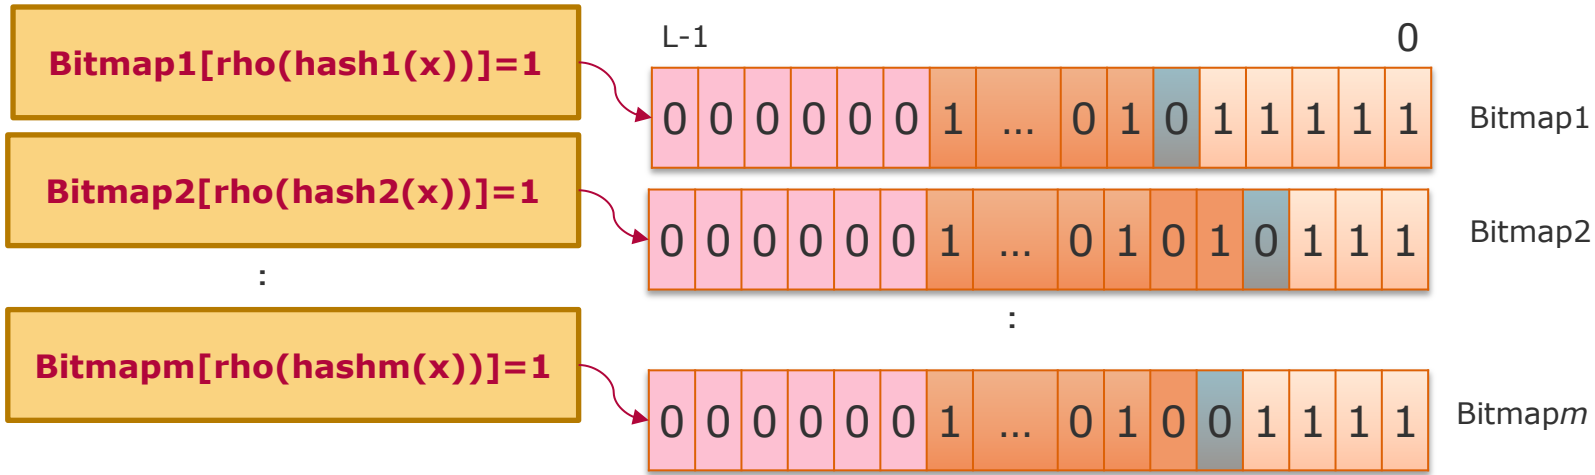 L-1 0
Bitmap1[rho(hash1(x))]=1
0 0 0 0 0 0 1 ... 0 1 0 1 1 1 1 1
Bitmap1
Bitmap2[rho(hash2(x))]=1
0 0 0 0 0 0 1 ... 0 1 0 1 0 1 1 1
Bitmap2
: :
Bitmapm[rho(hashm(x))]=1
0 0 0 0 0 0 1 ... 0 1 0 0 1 1 1 1
Bitmapm